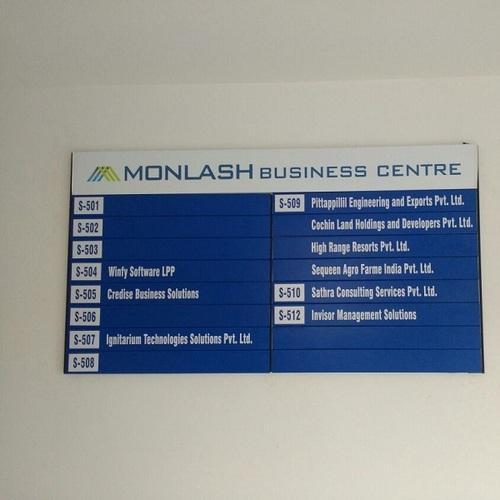 MONLASH BUSINESS CENTRE
S-501
S-502
S-503
S-504 Winfy Software LPP
S-505 Credise Business Solutions
S-506
S-507 Ignitarium Technologies Solutions Pvt. Ltd.
S-508
S-509 Pittappillil Engineering and Exports Pvt. Ltd.
Cochin Land Holdings and Developers Pvt. Ltd.
High Range Resorts Pvt. Ltd.
Sequeen Agro Farme India Pvt. Ltd.
S-510 Sathra Consulting Services Pvt. Ltd.
S-512 Invisor Management Solutions